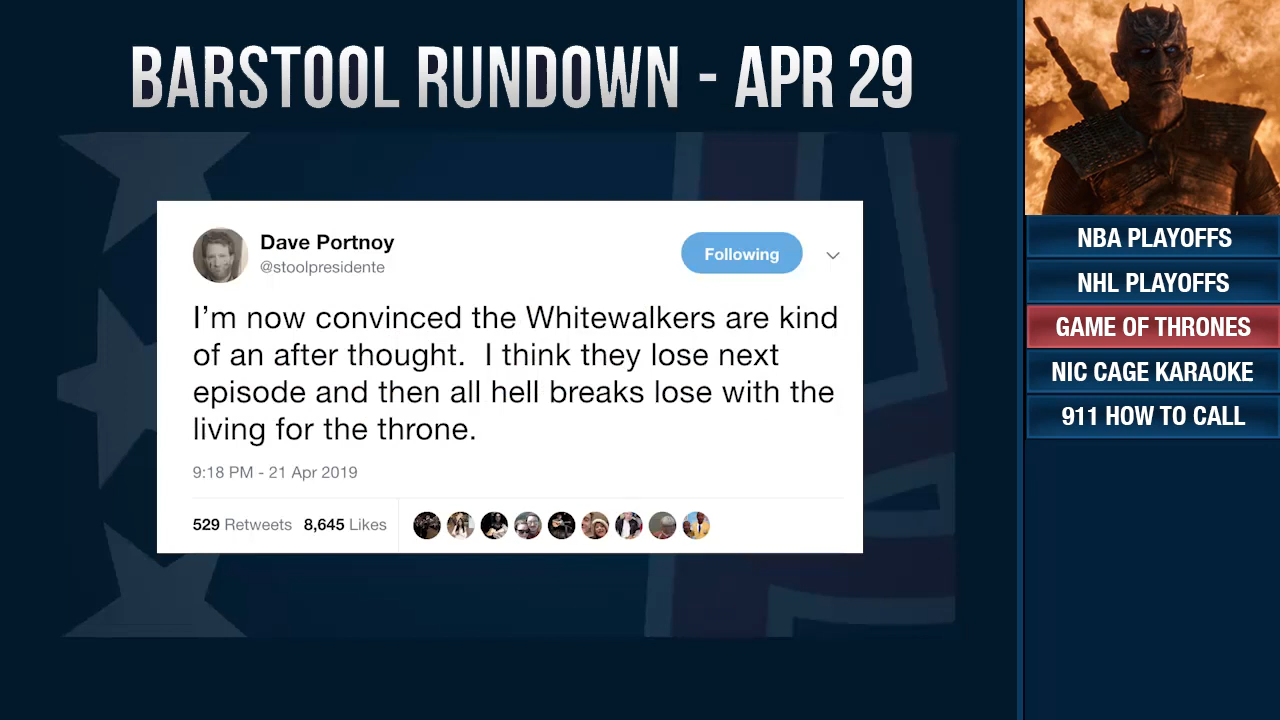 BARSTOOL RUNDOWN - APR 29
Dave Portnoy
@stoolpresidente
Following
I’m now convinced the Whitewalkers are kind
of an after thought.  I think they lose next
episode and then all hell breaks lose with the
living for the throne.
9:18 PM - 21 Apr 2019
529 Retweets 8,645 Likes
NBA PLAYOFFS
NHL PLAYOFFS
GAME OF THRONES
NIC CAGE KARAOKE
911 HOW TO CALL